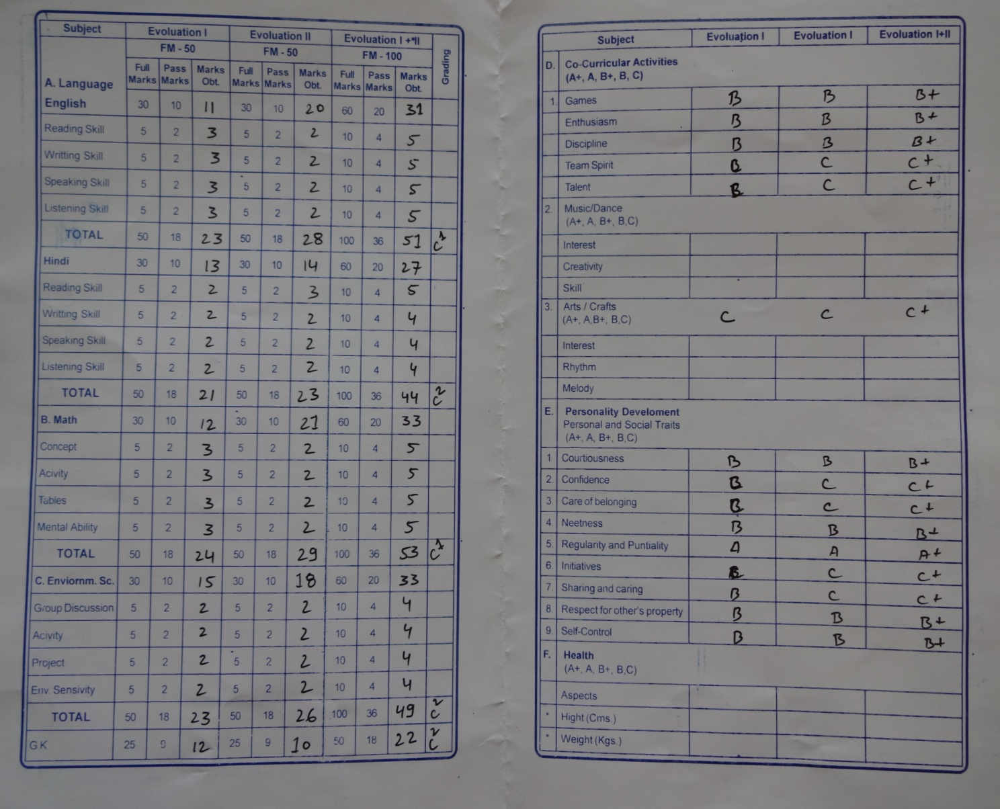 Subject Evoluation I Evoluation II Evoluation I +II Grading
FM - 50 FM - 50 FM - 100
A. Language Full Marks Pass Marks Marks Obt. Full Marks Pass Marks Marks Obt. Full Marks Pass Marks Marks Obt.
English 30 10 11 30 10 20 60 20 31
Reading Skill 5 2 3 5 2 2 10 4 5
Writting Skill 5 2 3 5 2 2 10 4 5
Speaking Skill 5 2 3 5 2 2 10 4 5
Listening Skill 5 2 3 5 2 2 10 4 5
TOTAL 50 18 23 50 18 28 100 36 51 C1
Hindi 30 10 13 30 10 14 60 20 27
Reading Skill 5 2 2 5 2 3 10 4 5
Writting Skill 5 2 2 5 2 2 10 4 4
Speaking Skill 5 2 2 5 2 2 10 4 4
Listening Skill 5 2 2 5 2 2 10 4 4
TOTAL 50 18 21 50 18 23 100 36 44 C2
B. Math 30 10 12 30 10 21 60 20 33
Concept 5 2 3 5 2 2 10 4 5
Acivity 5 2 3 5 2 2 10 4 5
Tables 5 2 3 5 2 2 10 4 5
Mental Ability 5 2 3 5 2 2 10 4 5
TOTAL 50 18 24 50 18 29 100 36 53 C1
C. Enviornm. Sc. 30 10 15 30 10 18 60 20 33
Group Discussion 5 2 2 5 2 2 10 4 4
Acivity 5 2 2 5 2 2 10 4 4
Project 5 2 2 5 2 2 10 4 4
Env. Sensivity 5 2 2 5 2 2 10 4 4
TOTAL 50 18 23 50 18 26 100 36 49 C2
G.K. 25 9 12 25 9 10 50 18 22 C2
Subject Evoluation I Evoluation I Evoluation I+II
D. Co-Curricular Activities
(A+, A, B+, B, C)
1. Games B B B+
Enthusiasm B B B+
Discipline B B B+
Team Spirit B C C+
Talent B C C+
2. Music/Dance
(A+, A, B+, B,C)
Interest
Creativity
Skill
3. Arts / Crafts C C C+
(A+, A,B+, B,C)
Interest
Rhythm
Melody
E. Personality Develoment
Personal and Social Traits
(A+, A, B+, B,C)
1 Courtiousness B B B+
2. Confidence B C C+
3. Care of belonging B C C+
4. Neetness B B B+
5. Regularity and Puntiality A A A+
6. Initiatives B C C+
7. Sharing and caring B C C+
8. Respect for other's property B B B+
9. Self-Control B B B+
F. Health
(A+, A, B+, B,C)
Aspects
* Hight (Cms.)
* Weight (Kgs.)